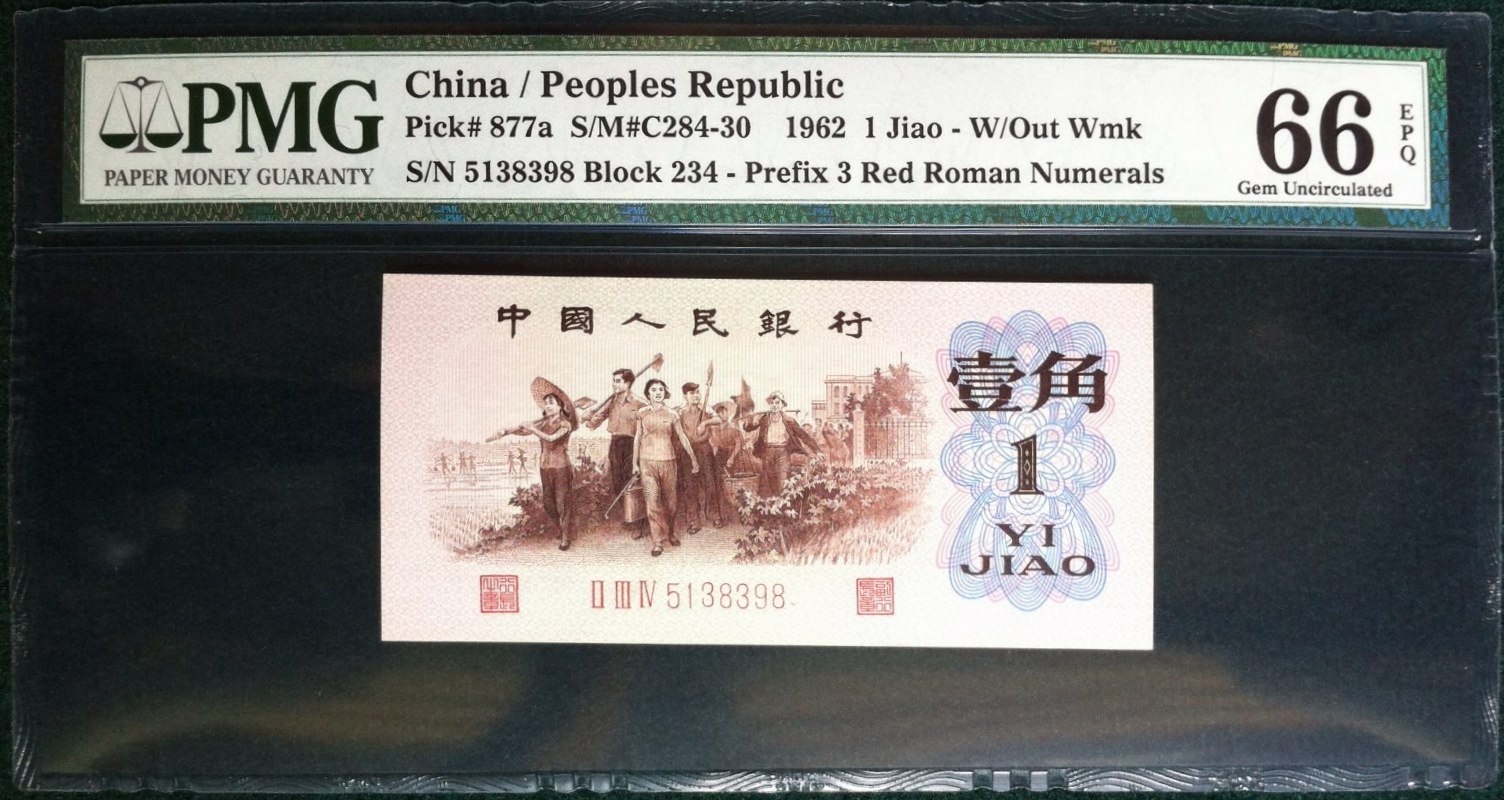 PMG
PAPER MONEY GUARANTY
China / Peoples Republic
Pick# 877a S/M#C284-30 1962 1 Jiao - W/Out Wmk
S/N 5138398 Block 234 - Prefix 3 Red Roman Numerals
66 EPQ
Gem Uncirculated
中國人民銀行
壹角
1
YI
JIAO
II III IV 5138398